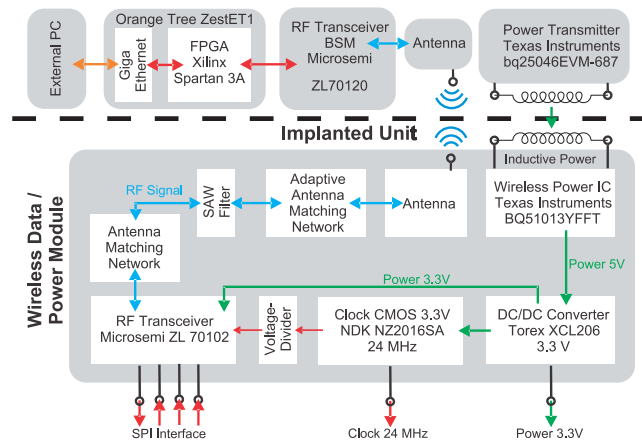 External PC
Orange Tree ZestET1
Giga
Ethernet
FPGA
Xilinx
Spartan 3A
RF Transceiver
BSM
Microsemi
ZL70120
Antenna
Power Transmitter
Texas Instruments
bq25046EVM-687
Implanted Unit
Inductive Power
Wireless Data /
Power Module
RF Signal
SAW
Filter
Adaptive
Antenna
Matching
Network
Antenna
Wireless Power IC
Texas Instruments
BQ51013YFFT
Antenna
Matching
Network
Power 3.3V
Power 5V
RF Transceiver
Microsemi ZL 70102
Voltage-
Divider
Clock CMOS 3.3V
NDK NZ2016SA
24 MHz
DC/DC Converter
Torex XCL206
3.3 V
SPI Interface
Clock 24 MHz
Power 3.3V